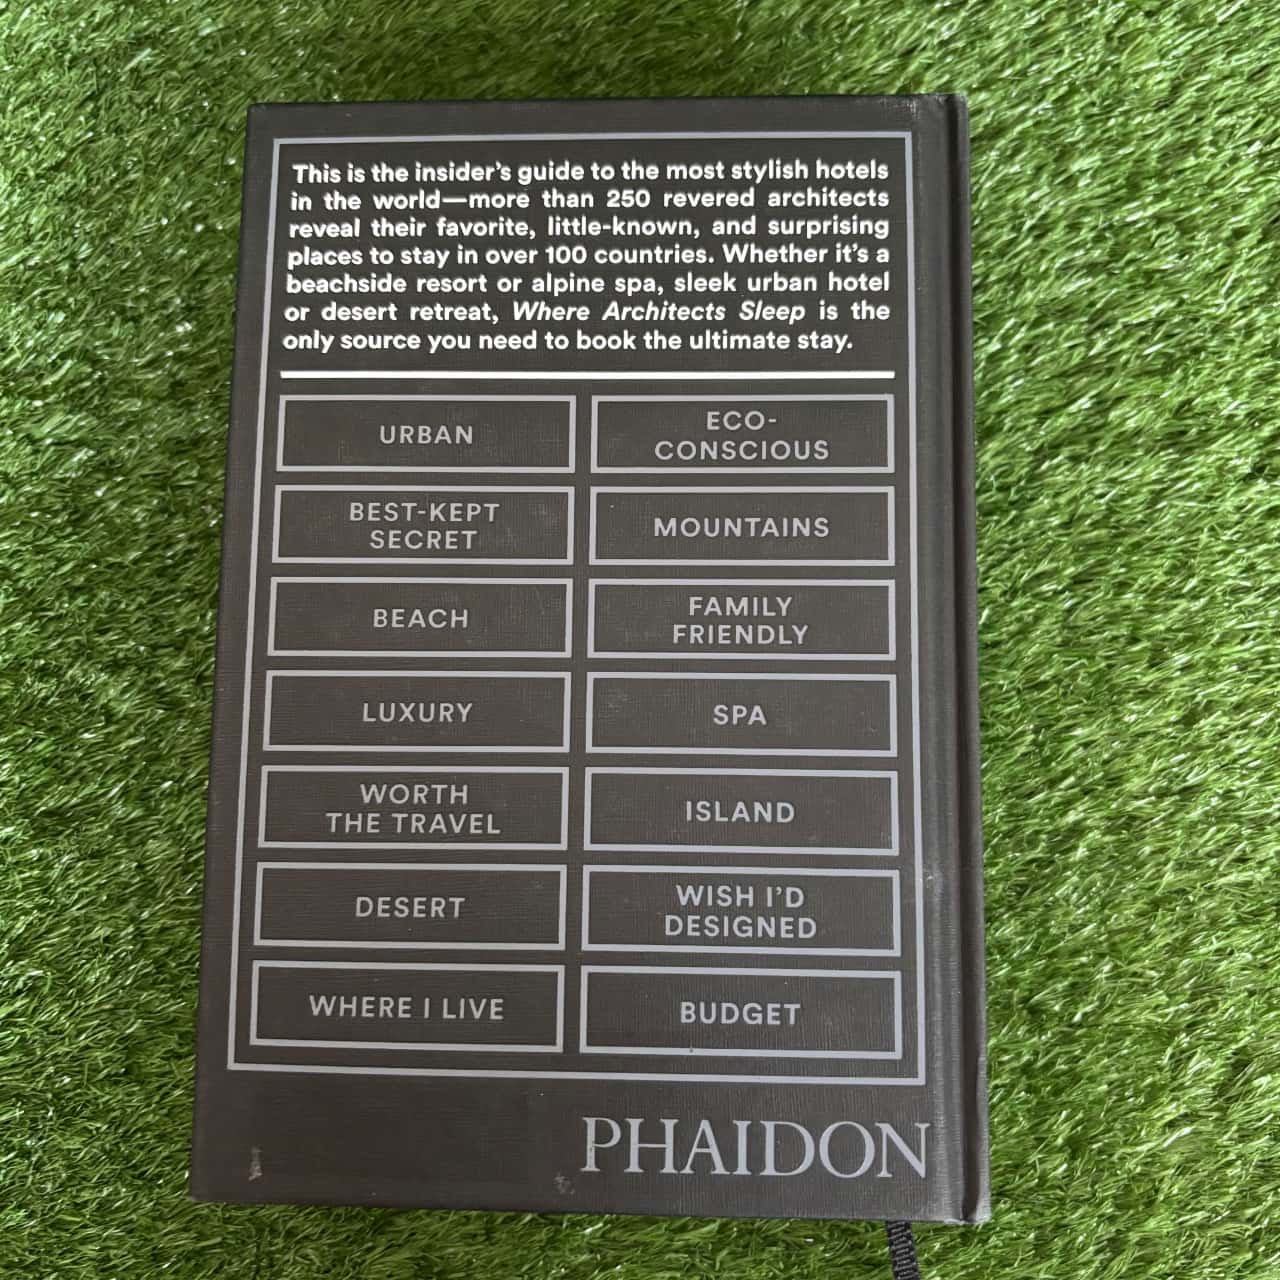 This is the insider's guide to the most stylish hotels
in the world—more than 250 revered architects
reveal their favorite, little-known, and surprising
places to stay in over 100 countries. Whether it's a
beachside resort or alpine spa, sleek urban hotel
or desert retreat, Where Architects Sleep is the
only source you need to book the ultimate stay.
URBAN
ECO-
CONSCIOUS
BEST-KEPT
SECRET
MOUNTAINS
BEACH
FAMILY
FRIENDLY
LUXURY
SPA
WORTH
THE TRAVEL
ISLAND
DESERT
WISH I'D
DESIGNED
WHERE I LIVE
BUDGET
PHAIDON